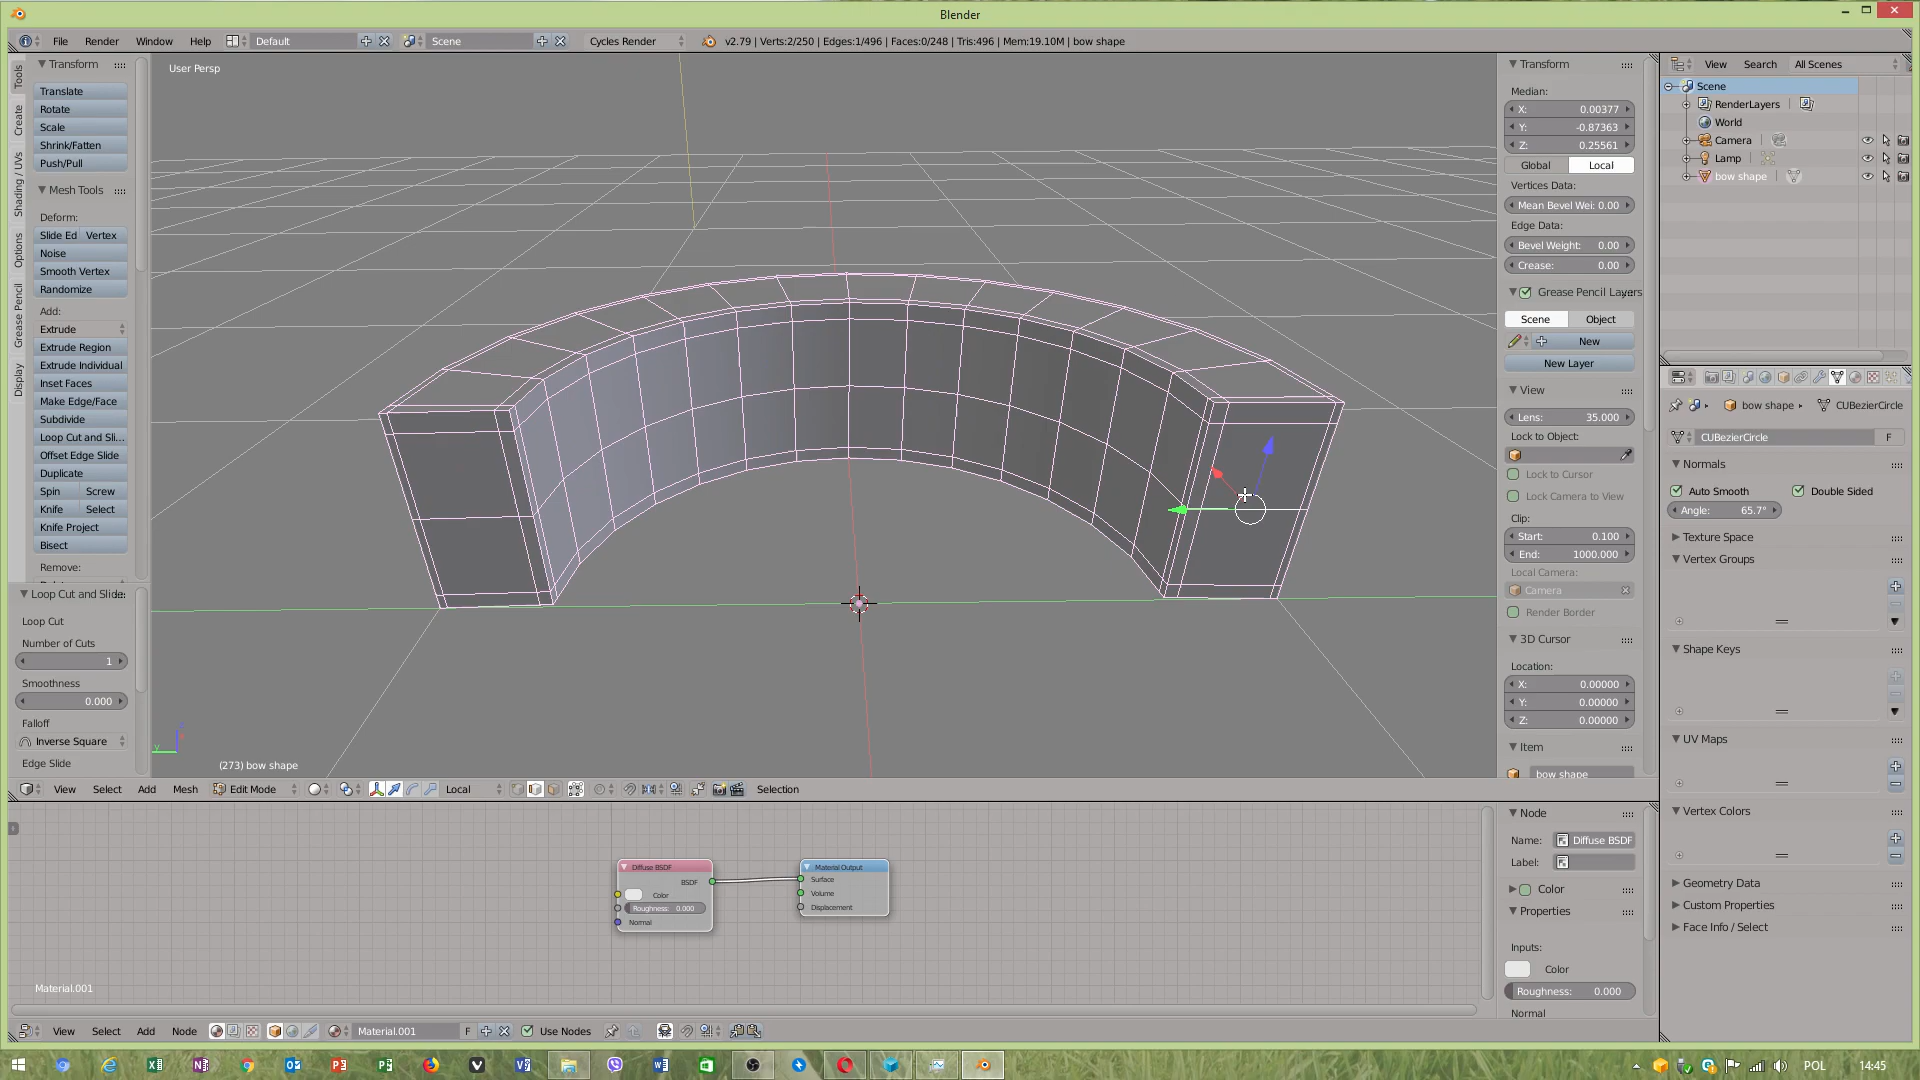 Blender
File Render Window Help Default Scene Cycles Render v2.79 | Verts:2/250 | Edges:1/496 | Faces:0/248 | Tris:496 | Mem:19.10M | bow shape
Tools
Create
Shading / UVs
Options
Grease Pencil
Display
Transform
Translate
Rotate
Scale
Shrink/Fatten
Push/Pull
Mesh Tools
Deform:
Slide Ed Vertex
Noise
Smooth Vertex
Randomize
Add:
Extrude
Extrude Region
Extrude Individual
Inset Faces
Make Edge/Face
Subdivide
Loop Cut and Sli...
Offset Edge Slide
Duplicate
Spin Screw
Knife Select
Knife Project
Bisect
Remove:
Loop Cut and Slide
Loop Cut
Number of Cuts
1
Smoothness
0.000
Falloff
Inverse Square
Edge Slide
User Persp
(273) bow shape
Transform
Median:
X: 0.00377
Y: -0.87363
Z: 0.25561
Global Local
Vertices Data:
Mean Bevel Wei: 0.00
Edge Data:
Bevel Weight: 0.00
Crease: 0.00
Grease Pencil Layers
Scene Object
New
New Layer
View
Lens: 35.000
Lock to Object:
Lock to Cursor
Lock Camera to View
Clip:
Start: 0.100
End: 1000.000
Local Camera:
Camera
Render Border
3D Cursor
Location:
X: 0.00000
Y: 0.00000
Z: 0.00000
Item
bow shape
View Search All Scenes
Scene
RenderLayers
World
Camera
Lamp
bow shape
bow shape CUBezierCircle
CUBezierCircle F
Normals
Auto Smooth Double Sided
Angle: 65.7°
Texture Space
Vertex Groups
Shape Keys
UV Maps
Vertex Colors
Geometry Data
Custom Properties
Face Info / Select
View Select Add Mesh Edit Mode Local Selection
Diffuse BSDF
BSDF
Color
Roughness: 0.000
Normal
Material Output
Surface
Volume
Displacement
Material.001
Node
Name: Diffuse BSDF
Label:
Color
Properties
Inputs:
Color
Roughness: 0.000
Normal
View Select Add Node Material.001 F Use Nodes
POL 14:45